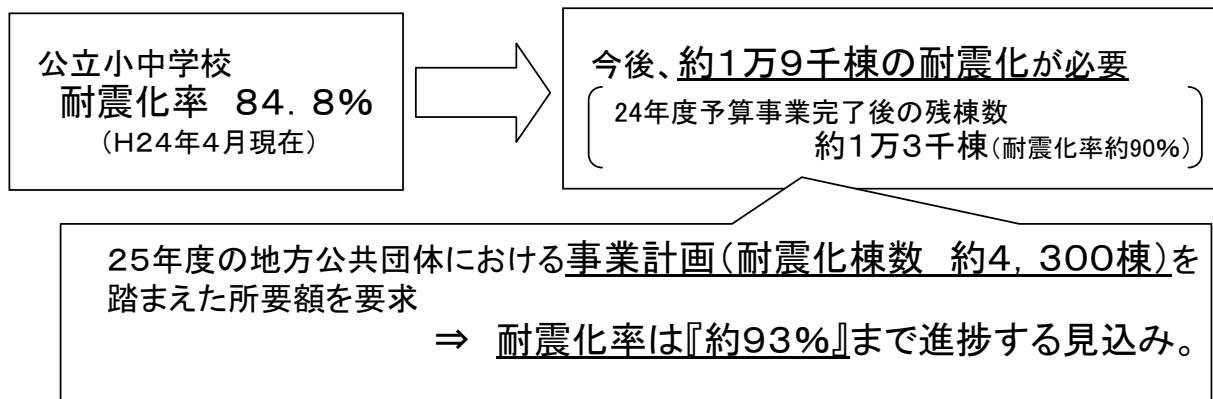 公立小中学校
耐震化率 84.8%
(H24年4月現在)
今後、約1万9千棟の耐震化が必要
24年度予算事業完了後の残棟数
約1万3千棟(耐震化率約90%)
25年度の地方公共団体における事業計画(耐震化棟数 約4,300棟)を
踏まえた所要額を要求
⇒ 耐震化率は『約93%』まで進捗する見込み。